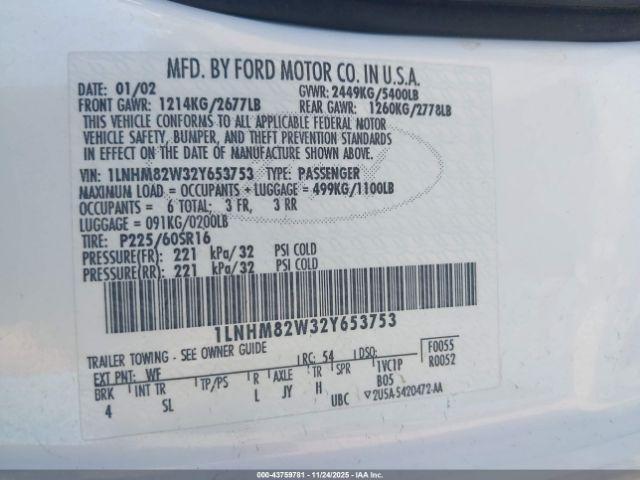 MFD. BY FORD MOTOR CO. IN U.S.A.
DATE: 01/02 GVWR: 2449KG/5400LB
FRONT GAWR: 1214KG/2677LB REAR GAWR: 1260KG/2778LB
THIS VEHICLE CONFORMS TO ALL APPLICABLE FEDERAL MOTOR
VEHICLE SAFETY, BUMPER, AND THEFT PREVENTION STANDARDS
IN EFFECT ON THE DATE OF MANUFACTURE SHOWN ABOVE.
VIN: 1LNHM82W32Y653753 TYPE: PASSENGER
MAXIMUM LOAD = OCCUPANTS + LUGGAGE = 499KG/1100LB
OCCUPANTS = 6 TOTAL: 3 FR, 3 RR
LUGGAGE = 091KG/0200LB
TIRE: P225/60SR16
PRESSURE(FR): 221 kPa/32 PSI COLD
PRESSURE(RR): 221 kPa/32 PSI COLD
1LNHM82W32Y653753
TRAILER TOWING - SEE OWNER GUIDE
EXT PNT: WF RC: 54 DSO: F0055
BRK INT TR TP/PS R AXLE TR SPR 1VC1P R0052
4 SL L JY H B05
UBC ▽2U5A-5420472-AA
000-43759781 - 11/24/2025 - IAAI.CA